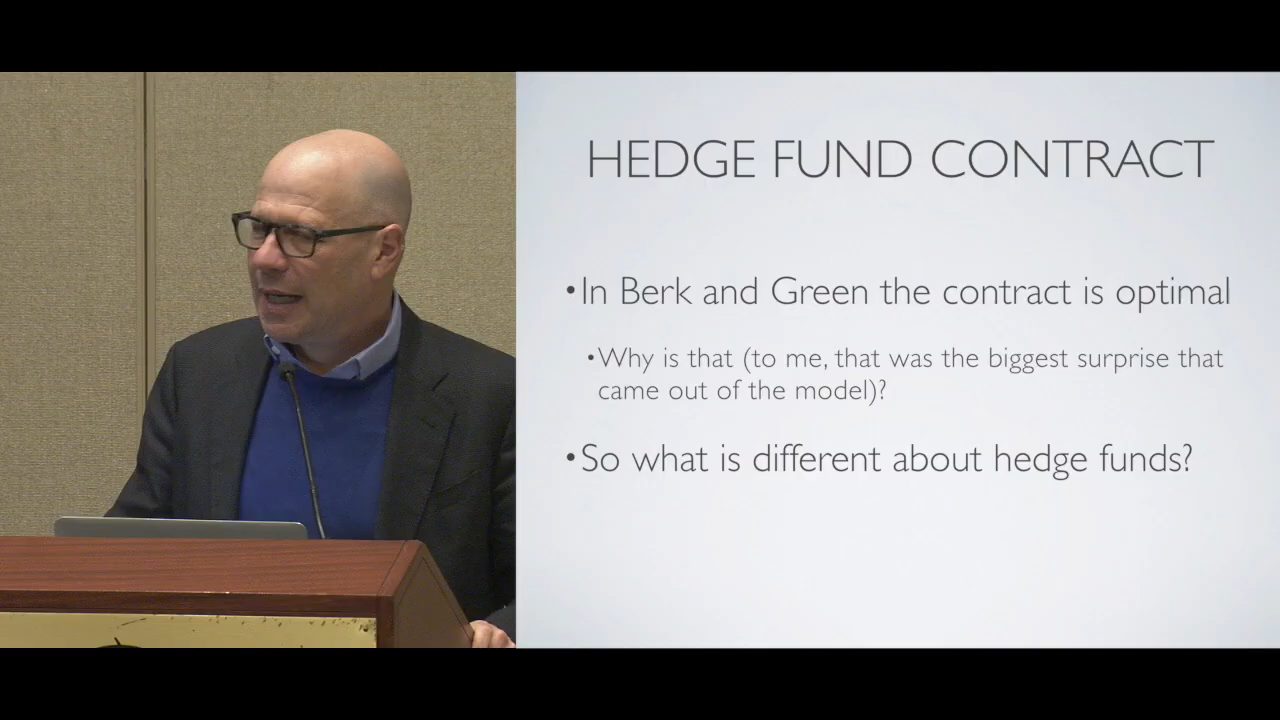 HEDGE FUND CONTRACT
•In Berk and Green the contract is optimal
•Why is that (to me, that was the biggest surprise that
came out of the model)?
•So what is different about hedge funds?